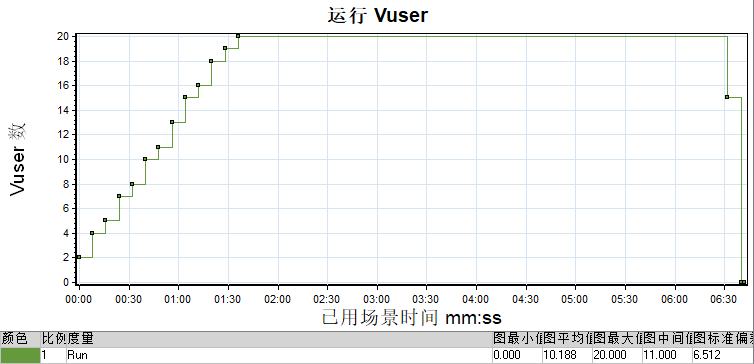 运行 Vuser
Vuser 数
20
18
16
14
12
10
8
6
4
2
0
00:00 00:30 01:00 01:30 02:00 02:30 03:00 03:30 04:00 04:30 05:00 05:30 06:00 06:30
已用场景时间 mm:ss
颜色 比例 度量 图最小值 图平均值 图最大值 图中间值 图标准偏差
1 Run 0.000 10.188 20.000 11.000 6.512